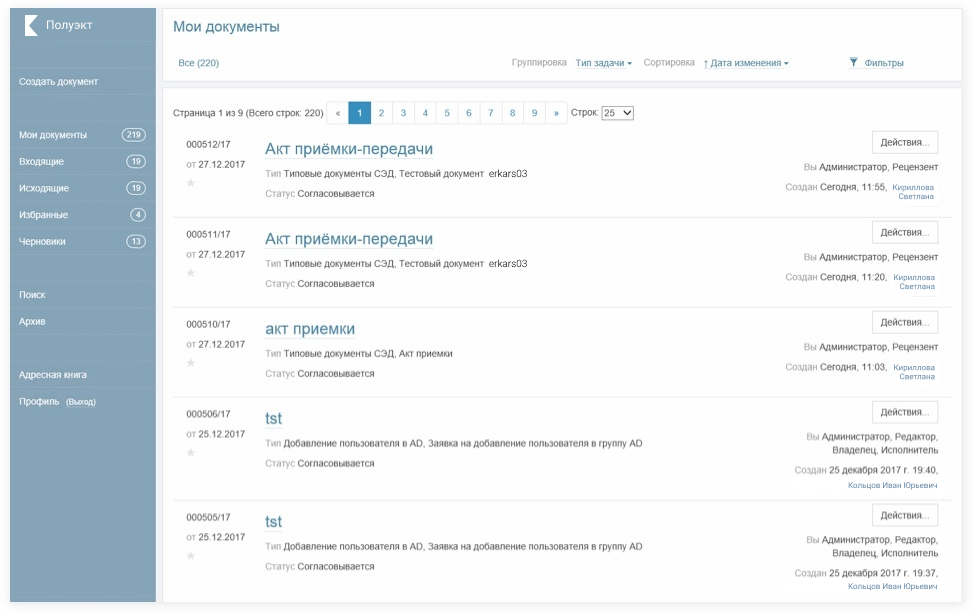 Полуэкт
Создать документ
Мои документы 219
Входящие 19
Исходящие 19
Избранные 4
Черновики 13
Поиск
Архив
Адресная книга
Профиль (Выход)
Мои документы
Все (220) Группировка Тип задачи Сортировка ↑ Дата изменения Фильтры
Страница 1 из 9 (Всего строк: 220) « 1 2 3 4 5 6 7 8 9 » Строк: 25
000512/17
от 27.12.2017
Акт приёмки-передачи
Тип Типовые документы СЭД, Тестовый документ erkars03
Статус Согласовывается
Действия...
Вы Администратор, Рецензент
Создан Сегодня, 11:55, Кириллова
Светлана
000511/17
от 27.12.2017
Акт приёмки-передачи
Тип Типовые документы СЭД, Тестовый документ erkars03
Статус Согласовывается
Действия...
Вы Администратор, Рецензент
Создан Сегодня, 11:20, Кириллова
Светлана
000510/17
от 27.12.2017
акт приемки
Тип Типовые документы СЭД, Акт приемки
Статус Согласовывается
Действия...
Вы Администратор, Рецензент
Создан Сегодня, 11:03, Кириллова
Светлана
000506/17
от 25.12.2017
tst
Тип Добавление пользователя в AD, Заявка на добавление пользователя в группу AD
Статус Согласовывается
Действия...
Вы Администратор, Редактор,
Владелец, Исполнитель
Создан 25 декабря 2017 г. 19:40,
Кольцов Иван Юрьевич
000505/17
от 25.12.2017
tst
Тип Добавление пользователя в AD, Заявка на добавление пользователя в группу AD
Статус Согласовывается
Действия...
Вы Администратор, Редактор,
Владелец, Исполнитель
Создан 25 декабря 2017 г. 19:37,
Кольцов Иван Юрьевич